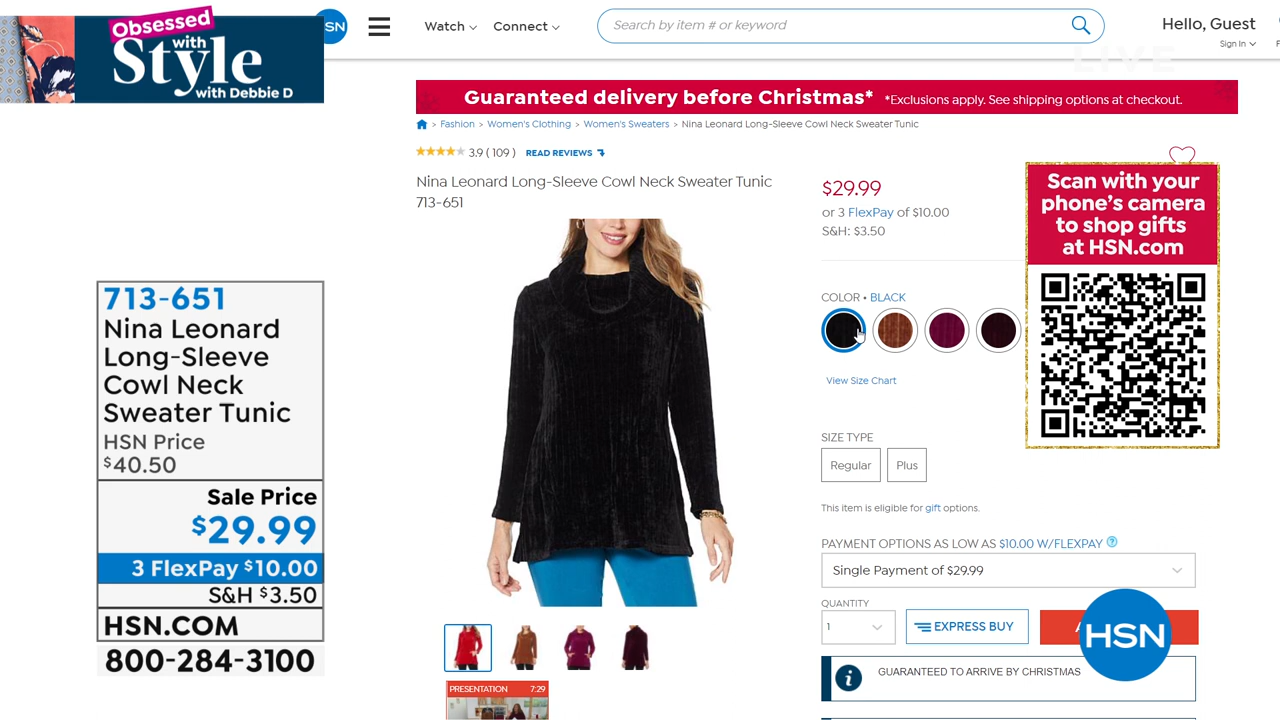 Obsessed
with
Style
with Debbie D
HSN
Watch
Connect
Search by item # or keyword
Hello, Guest
Sign In
LIVE
Guaranteed delivery before Christmas* *Exclusions apply. See shipping options at checkout.
> Fashion > Women's Clothing > Women's Sweaters > Nina Leonard Long-Sleeve Cowl Neck Sweater Tunic
3.9 ( 109 ) READ REVIEWS
Nina Leonard Long-Sleeve Cowl Neck Sweater Tunic
713-651
$29.99
or 3 FlexPay of $10.00
S&H: $3.50
Scan with your
phone's camera
to shop gifts
at HSN.com
COLOR • BLACK
View Size Chart
SIZE TYPE
Regular
Plus
This item is eligible for gift options.
PAYMENT OPTIONS AS LOW AS $10.00 W/FLEXPAY ?
Single Payment of $29.99
QUANTITY
1
EXPRESS BUY
HSN
i GUARANTEED TO ARRIVE BY CHRISTMAS
PRESENTATION 7:29
713-651
Nina Leonard
Long-Sleeve
Cowl Neck
Sweater Tunic
HSN Price
$40.50
Sale Price
$29.99
3 FlexPay $10.00
S&H $3.50
HSN.COM
800-284-3100